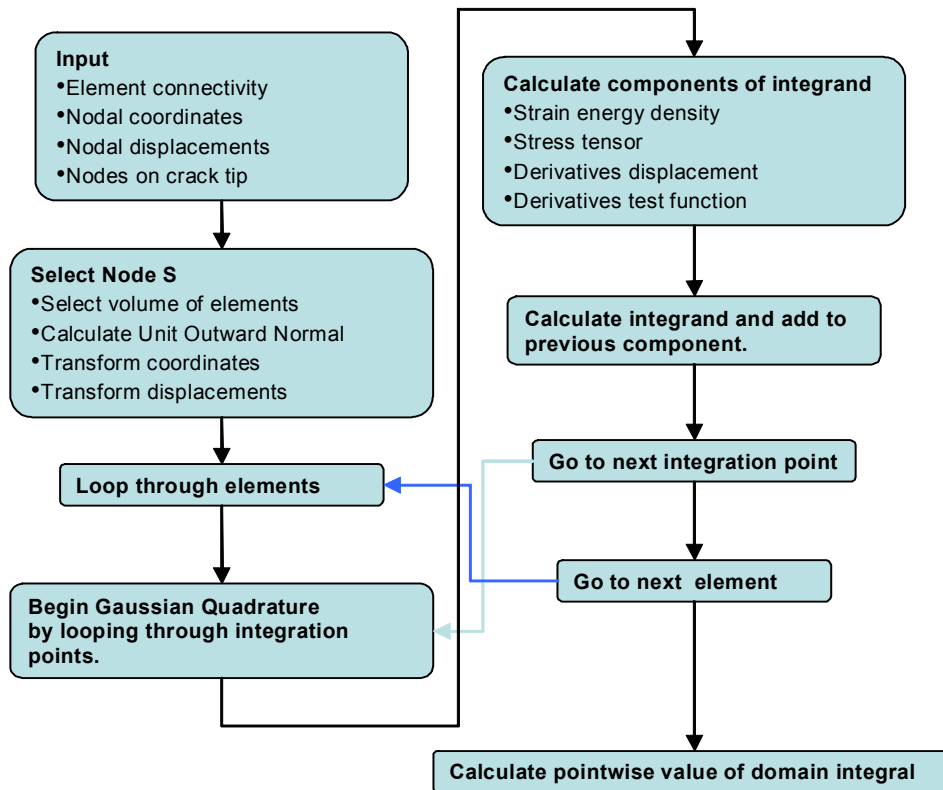 Input
•Element connectivity
•Nodal coordinates
•Nodal displacements
•Nodes on crack tip
Select Node S
•Select volume of elements
•Calculate Unit Outward Normal
•Transform coordinates
•Transform displacements
Loop through elements
Begin Gaussian Quadrature
by looping through integration
points.
Calculate components of integrand
•Strain energy density
•Stress tensor
•Derivatives displacement
•Derivatives test function
Calculate integrand and add to
previous component.
Go to next integration point
Go to next element
Calculate pointwise value of domain integral